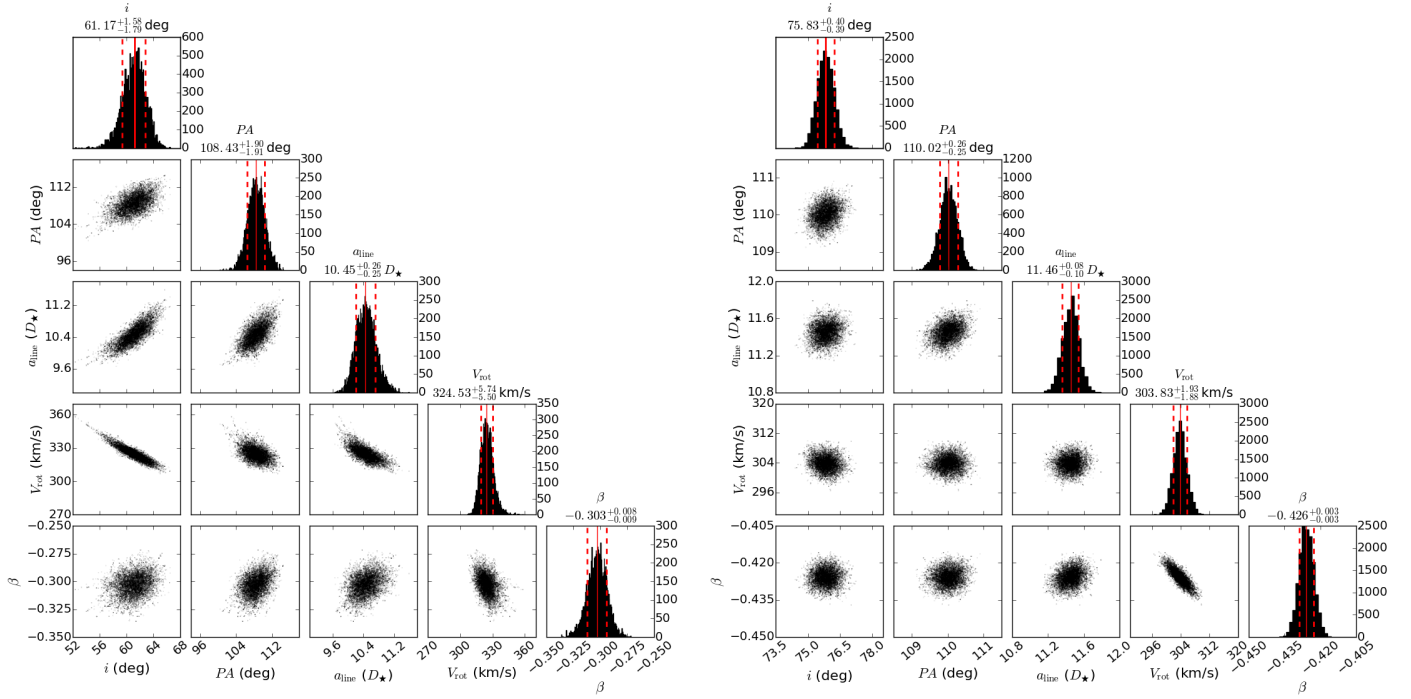 i
61.17+1.58−1.79 deg
600
500
400
300
200
100
0
PA
108.43+1.90−1.91 deg
PA (deg)
112
104
96
300
250
200
150
100
50
0
a_line
10.45+0.26−0.25 D★
a_line (D★)
11.2
10.4
9.6
300
250
200
150
100
50
0
V_rot
324.53+5.74−5.50 km/s
V_rot (km/s)
360
330
300
270
350
300
250
200
150
100
50
0
β
−0.303+0.008−0.009
β
−0.250
−0.275
−0.300
−0.325
−0.350
300
250
200
150
100
50
0
52 56 60 64 68
i (deg)
96 104 112
PA (deg)
9.6 10.4 11.2
a_line (D★)
270 300 330 360
V_rot (km/s)
−0.350 −0.325 −0.300 −0.275 −0.250
β
i
75.83+0.40−0.39 deg
2500
2000
1500
1000
500
0
PA
110.02+0.26−0.25 deg
PA (deg)
111
110
109
1200
1000
800
600
400
200
0
a_line
11.46+0.08−0.10 D★
a_line (D★)
12.0
11.6
11.2
10.8
3000
2500
2000
1500
1000
500
0
V_rot
303.83+1.93−1.88 km/s
V_rot (km/s)
320
312
304
296
288
3000
2500
2000
1500
1000
500
0
β
−0.426+0.003−0.003
β
−0.405
−0.420
−0.435
−0.450
2500
2000
1500
1000
500
0
73.5 75.0 76.5 78.0
i (deg)
109 110 111
PA (deg)
10.8 11.2 11.6 12.0
a_line (D★)
296 304 312 320
V_rot (km/s)
−0.450 −0.435 −0.420 −0.405
β